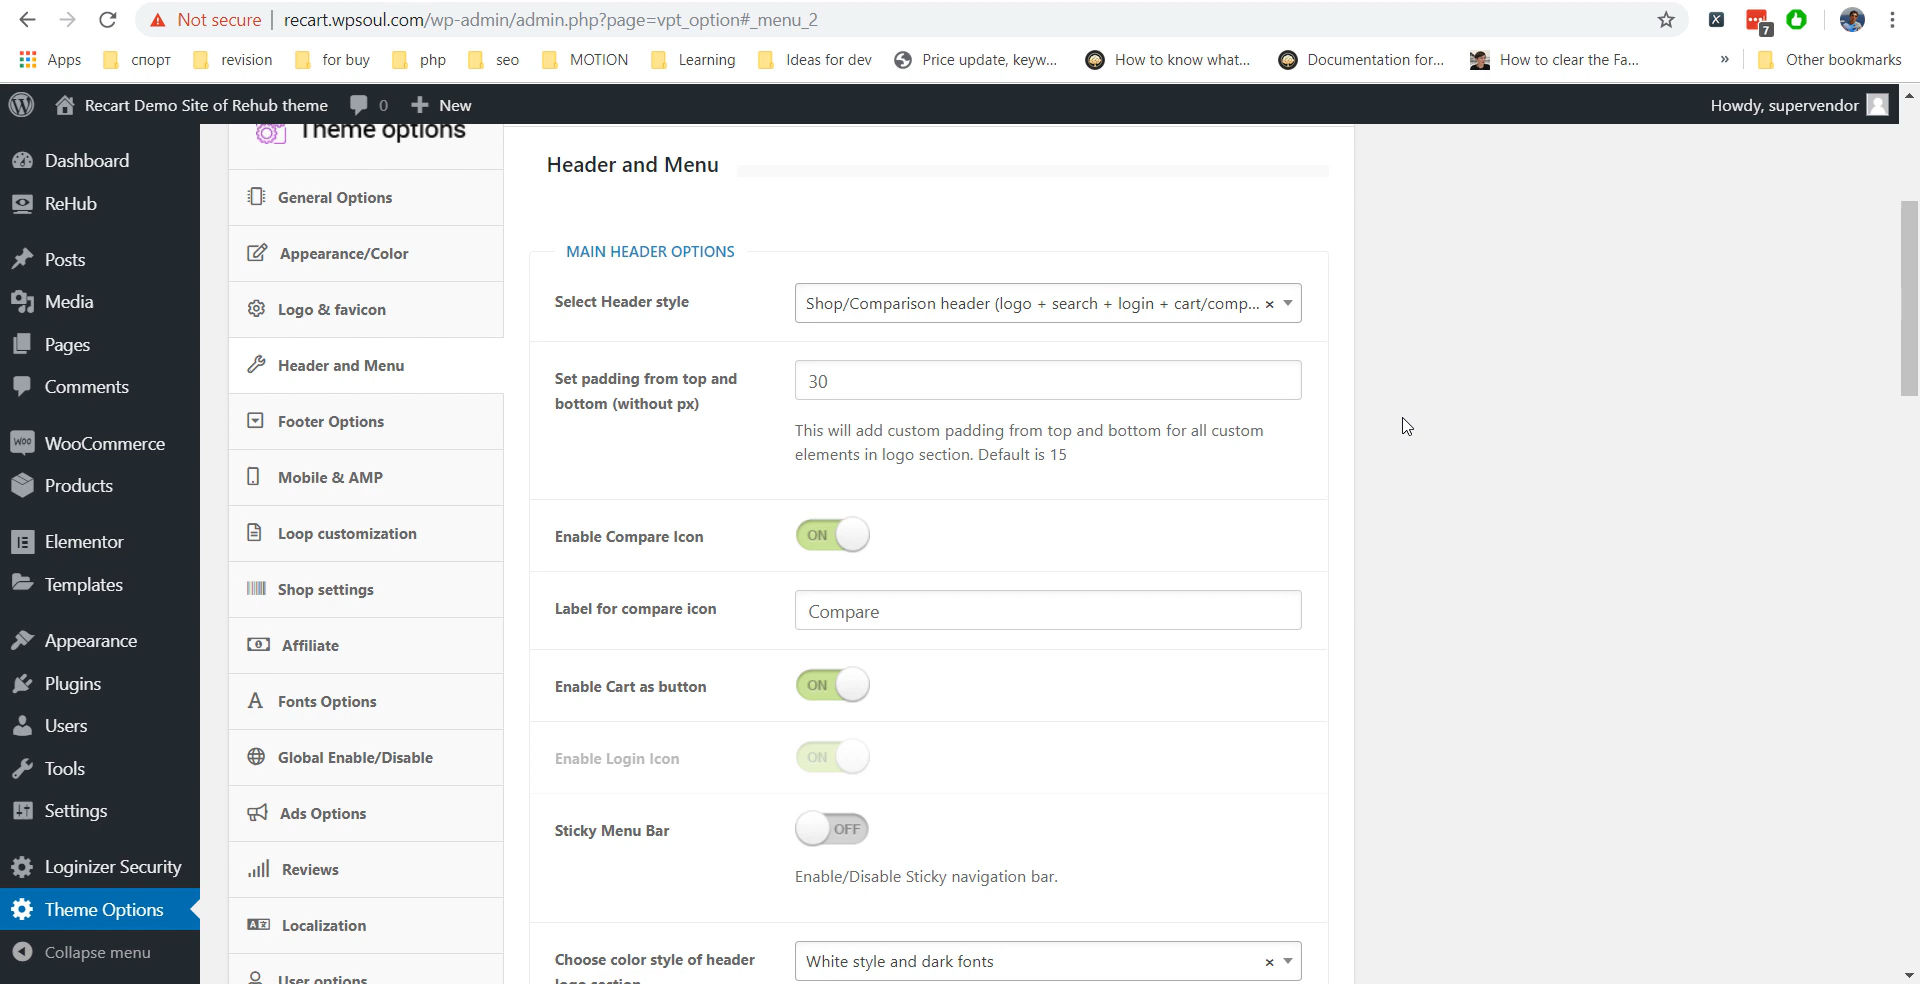 Not secure | recart.wpsoul.com/wp-admin/admin.php?page=vpt_option#_menu_2
7
Apps спорт revision for buy php seo MOTION Learning Ideas for dev Price update, keyw... How to know what... Documentation for... How to clear the Fa... » Other bookmarks
Recart Demo Site of Rehub theme 0 New Howdy, supervendor
Dashboard
ReHub
Posts
Media
Pages
Comments
WooCommerce
Products
Elementor
Templates
Appearance
Plugins
Users
Tools
Settings
Loginizer Security
Theme Options
Collapse menu
Theme options
General Options
Appearance/Color
Logo & favicon
Header and Menu
Footer Options
Mobile & AMP
Loop customization
Shop settings
Affiliate
Fonts Options
Global Enable/Disable
Ads Options
Reviews
Localization
User options
Header and Menu
MAIN HEADER OPTIONS
Select Header style
Shop/Comparison header (logo + search + login + cart/comp... ×
Set padding from top and
bottom (without px)
30
This will add custom padding from top and bottom for all custom
elements in logo section. Default is 15
Enable Compare Icon ON
Label for compare icon Compare
Enable Cart as button ON
Enable Login Icon ON
Sticky Menu Bar OFF
Enable/Disable Sticky navigation bar.
Choose color style of header
logo section
White style and dark fonts ×